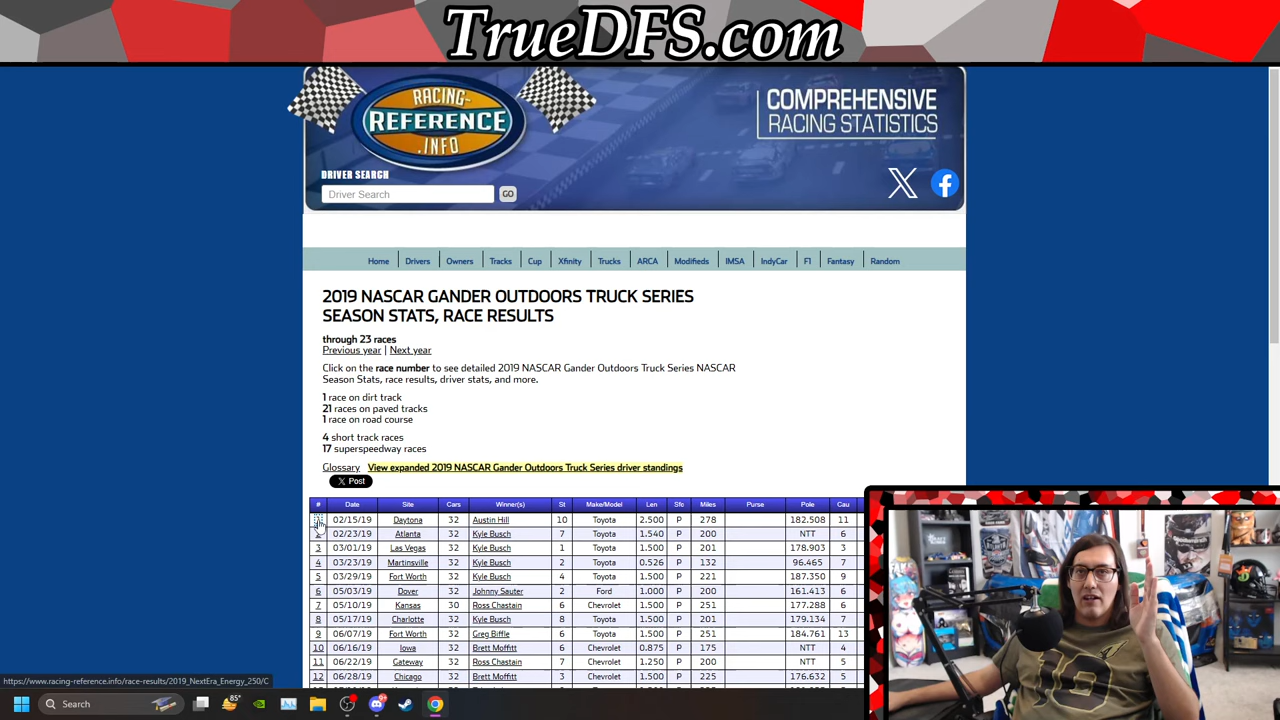 TrueDFS.com
RACING-
REFERENCE
.INFO
COMPREHENSIVE
RACING STATISTICS
DRIVER SEARCH
Driver Search GO
Home Drivers Owners Tracks Cup Xfinity Trucks ARCA Modifieds IMSA IndyCar F1 Fantasy Random
2019 NASCAR GANDER OUTDOORS TRUCK SERIES
SEASON STATS, RACE RESULTS
through 23 races
Previous year | Next year
Click on the race number to see detailed 2019 NASCAR Gander Outdoors Truck Series NASCAR
Season Stats, race results, driver stats, and more.
1 race on dirt track
21 races on paved tracks
1 race on road course
4 short track races
17 superspeedway races
Glossary View expanded 2019 NASCAR Gander Outdoors Truck Series driver standings
X Post
# Date Site Cars Winner(s) St Make/Model Len Sfc Miles Purse Pole Cau
02/15/19 Daytona 32 Austin Hill 10 Toyota 2.500 P 278 182.508 11
2 02/23/19 Atlanta 32 Kyle Busch 7 Toyota 1.540 P 200 NTT 6
3 03/01/19 Las Vegas 32 Kyle Busch 1 Toyota 1.500 P 201 178.903 3
4 03/23/19 Martinsville 32 Kyle Busch 2 Toyota 0.526 P 132 96.465 7
5 03/29/19 Fort Worth 32 Kyle Busch 4 Toyota 1.500 P 221 187.350 9
6 05/03/19 Dover 32 Johnny Sauter 2 Ford 1.000 P 200 161.413 6
7 05/10/19 Kansas 30 Ross Chastain 6 Chevrolet 1.500 P 251 177.288 6
8 05/17/19 Charlotte 32 Kyle Busch 8 Toyota 1.500 P 201 179.134 7
9 06/07/19 Fort Worth 32 Greg Biffle 6 Toyota 1.500 P 251 184.761 13
10 06/16/19 Iowa 32 Brett Moffitt 6 Chevrolet 0.875 P 175 NTT 4
11 06/22/19 Gateway 32 Ross Chastain 7 Chevrolet 1.250 P 200 NTT 5
12 06/28/19 Chicago 32 Brett Moffitt 3 Chevrolet 1.500 P 225 176.632 5
https://www.racing-reference.info/race-results/2019_NextEra_Energy_250/C
Search
85°